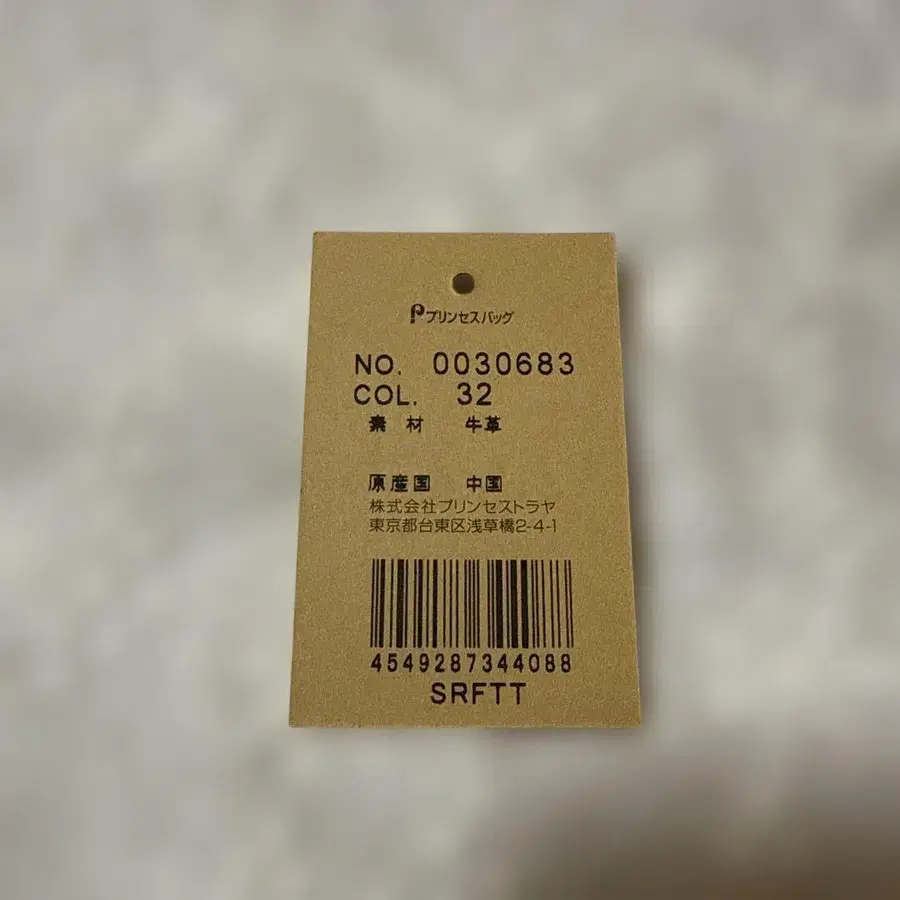 プリンセスバッグ
NO. 0030683
COL. 32
素材 牛革
原産国 中国
株式会社プリンセストラヤ
東京都台東区浅草橋2-4-1
4549287344088
SRFTT